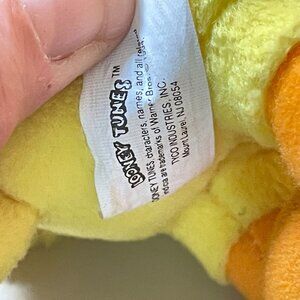 LOONEY TUNES™
LOONEY TUNES, characters, names, and all
indicia are trademarks of Warner Bros. © 1994
TYCO INDUSTRIES, INC.
Mount Laurel, NJ 08054